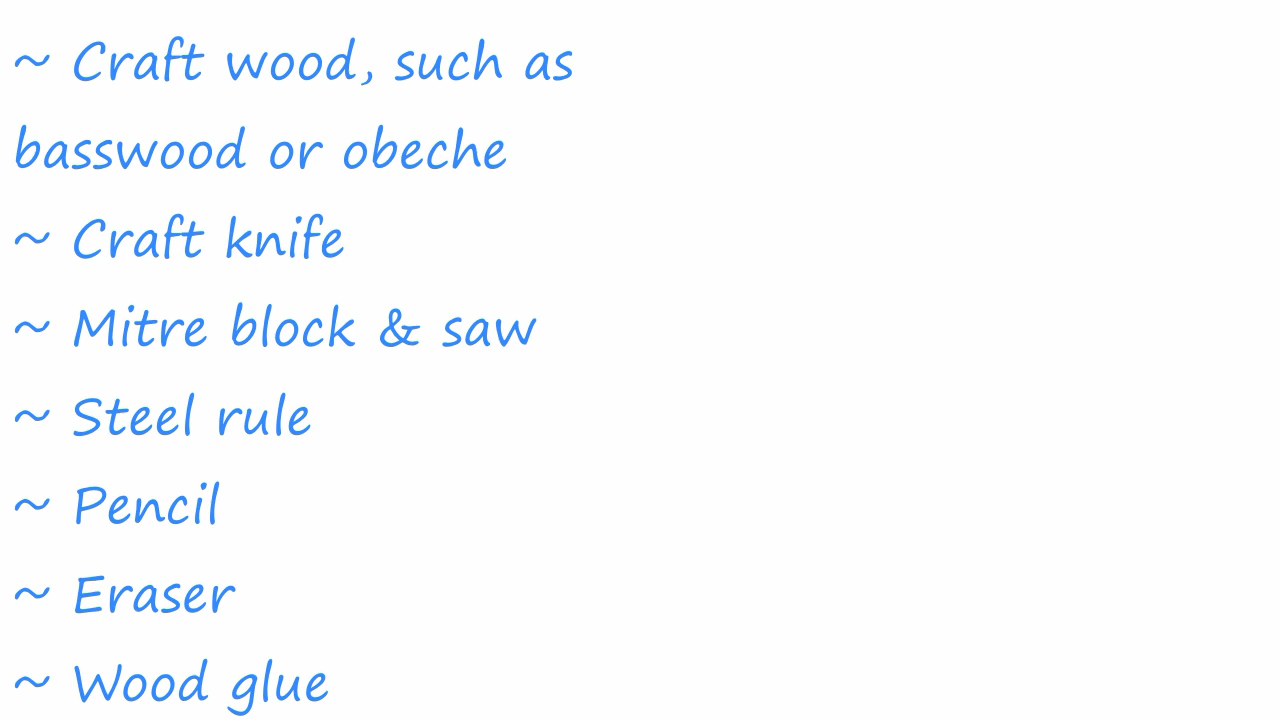 ~ Craft wood, such as
basswood or obeche
~ Craft knife
~ Mitre block & saw
~ Steel rule
~ Pencil
~ Eraser
~ Wood glue